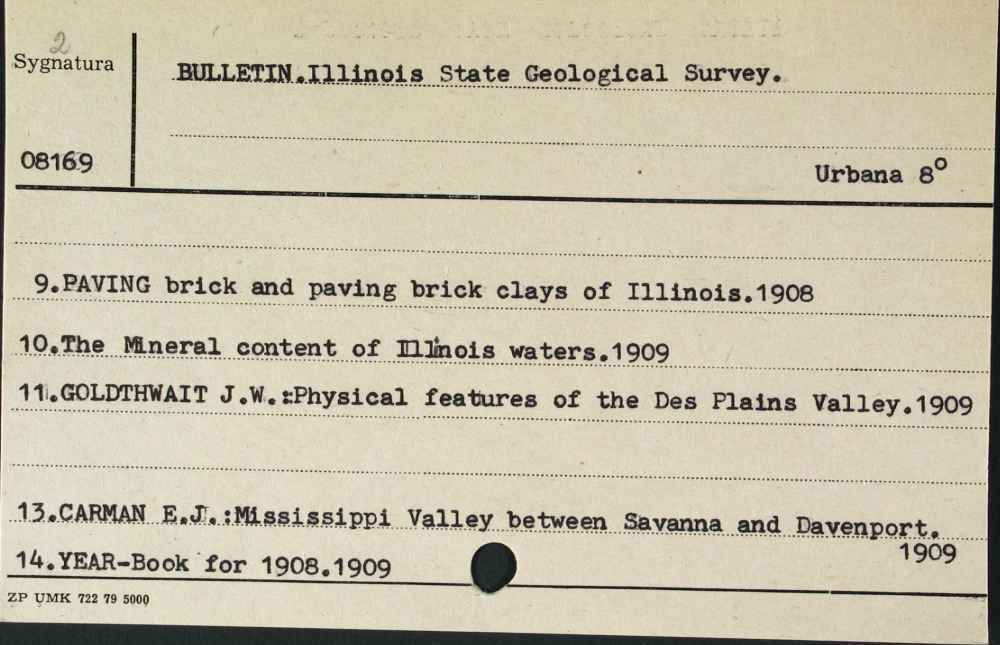 2
Sygnatura
BULLETIN.Illinois State Geological Survey.
08169
Urbana 8°
9.PAVING brick and paving brick clays of Illinois.1908
10.The Mineral content of Illinois waters.1909
11.GOLDTHWAIT J.W.:Physical features of the Des Plains Valley.1909
13.CARMAN E.J.:Mississippi Valley between Savanna and Davenport.
1909
14.YEAR-Book for 1908.1909
ZP UMK 722 79 5000